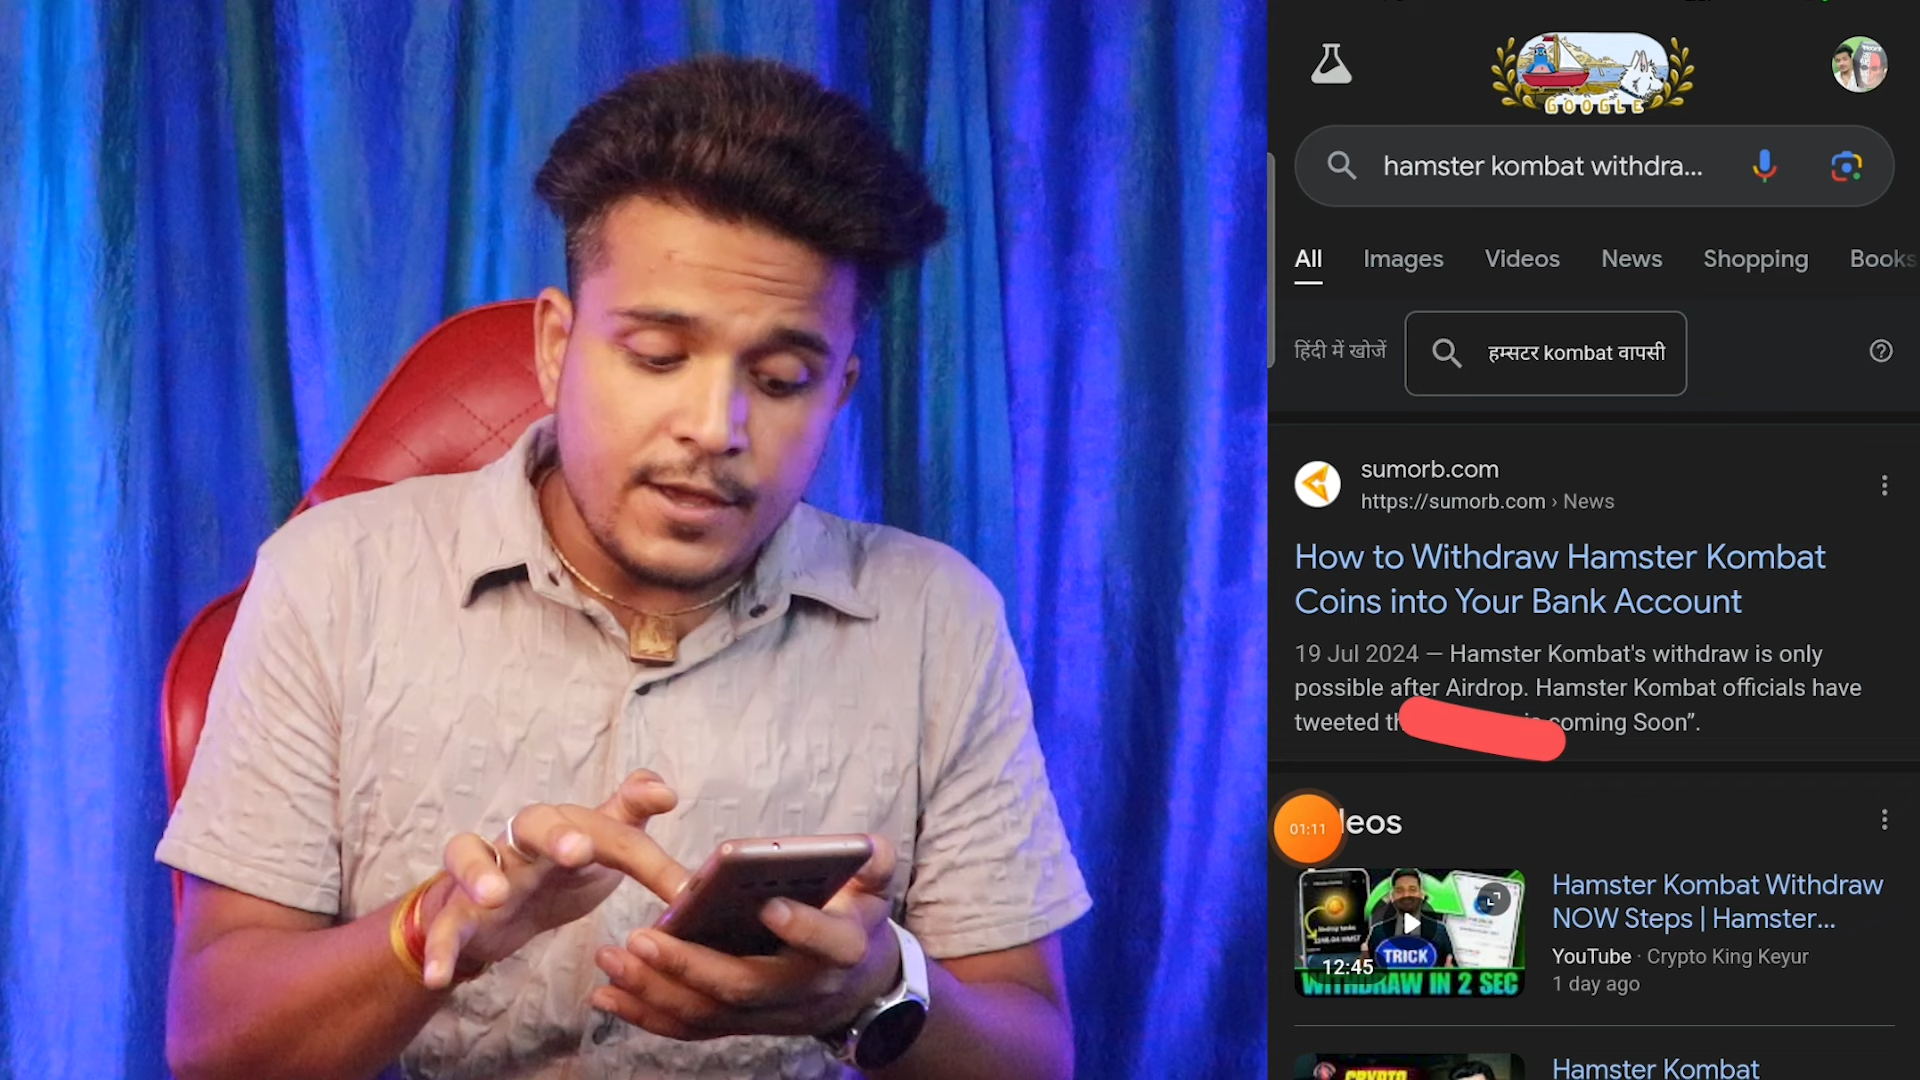 GOOGLE
hamster kombat withdra...
All Images Videos News Shopping Books
हिंदी में खोजें
हम्सटर kombat वापसी
sumorb.com
https://sumorb.com › News
How to Withdraw Hamster Kombat
Coins into Your Bank Account
19 Jul 2024 — Hamster Kombat's withdraw is only
possible after Airdrop. Hamster Kombat officials have
tweeted coming Soon”.
01:11
eos
TRICK
12:45
WITHDRAW IN 2 SEC
Hamster Kombat Withdraw
NOW Steps | Hamster...
YouTube · Crypto King Keyur
1 day ago
CRYPTO
Hamster Kombat